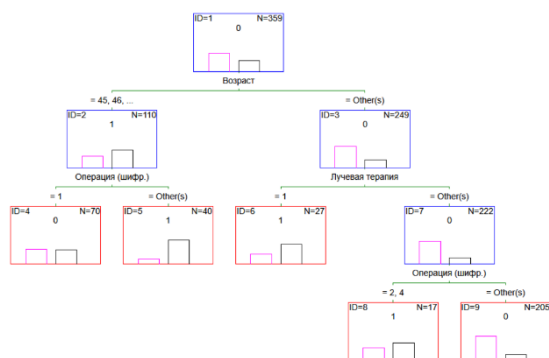 ID=1 N=359
0
Возраст
= 45, 46, ... = Other(s)
ID=2 N=110 ID=3 N=249
1 0
Операция (шифр.) Лучевая терапия
= 1 = Other(s) = 1 = Other(s)
ID=4 N=70 ID=5 N=40 ID=6 N=27 ID=7 N=222
0 1 1 0
Операция (шифр.)
= 2, 4 = Other(s)
ID=8 N=17 ID=9 N=205
1 0